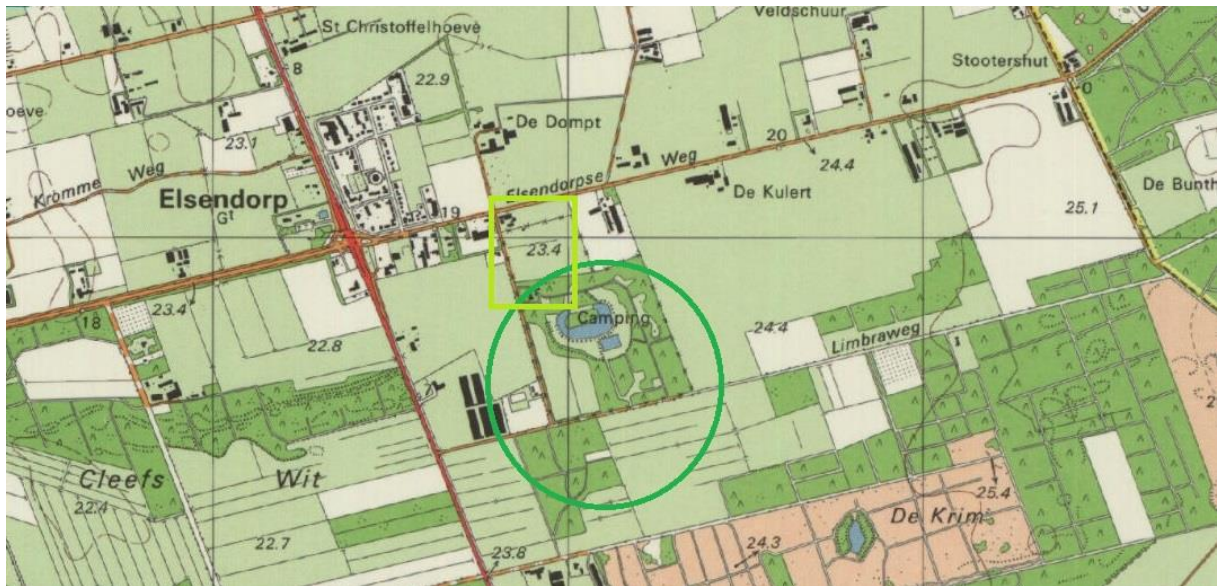 St Christoffelhoeve
Veldschuur
8
22.9
Stootershut
0
oeve
De Dompt
20
23.1
Weg
24.4
Kromme Weg
De Kulert
De Bunth
Elsendorp
Gt
Elsendorpse
19
25.1
23.4
23.4
18
Camping
24.4
Limbraweg
22.8
2
Cleefs Wit
22.4
25.4
De Krim
22.7
23.8
24.3